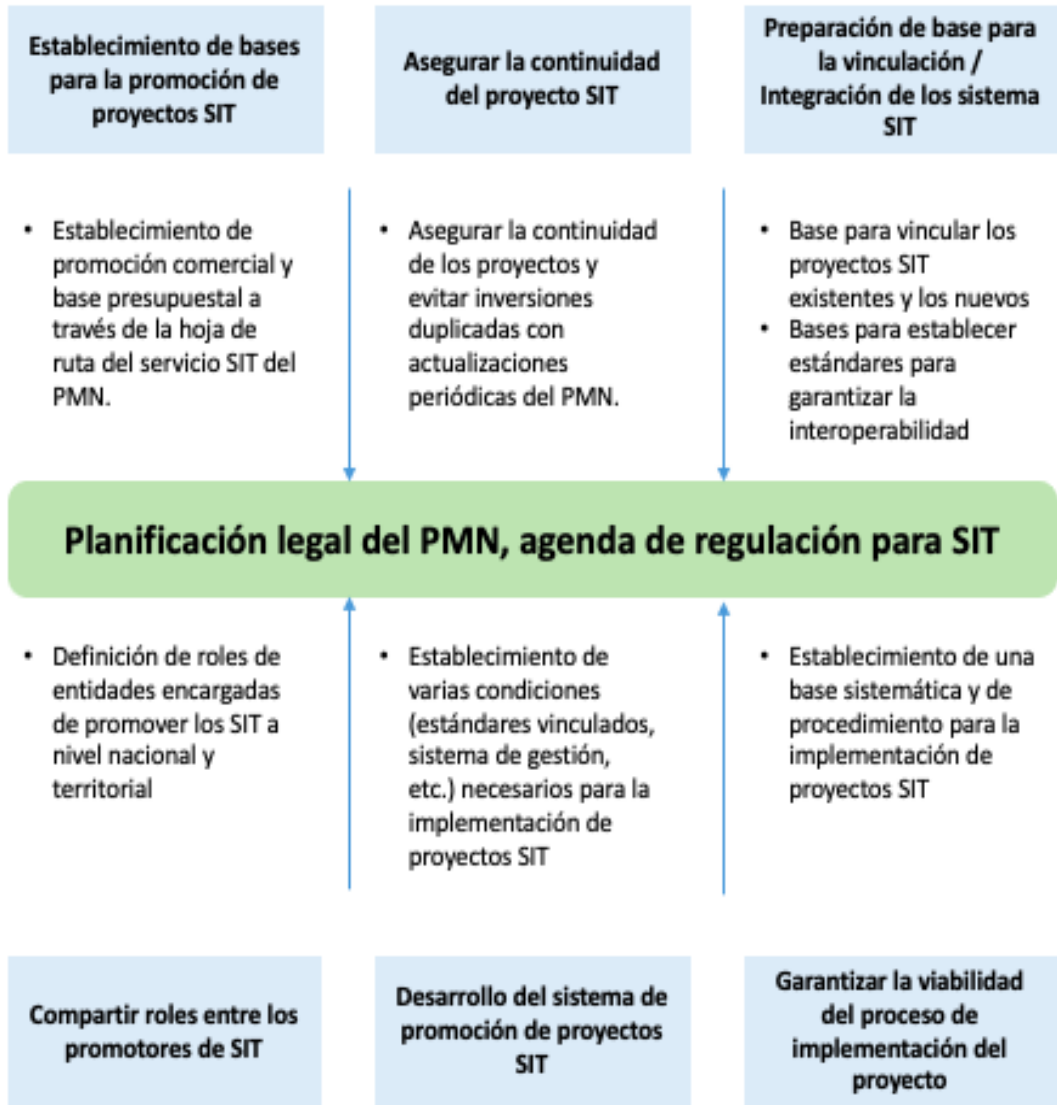 Establecimiento de bases
para la promoción de
proyectos SIT
Asegurar la continuidad
del proyecto SIT
Preparación de base para
la vinculación /
Integración de los sistema
SIT
• Establecimiento de
promoción comercial y
base presupuestal a
través de la hoja de
ruta del servicio SIT del
PMN.
• Asegurar la continuidad
de los proyectos y
evitar inversiones
duplicadas con
actualizaciones
periódicas del PMN.
• Base para vincular los
proyectos SIT
existentes y los nuevos
• Bases para establecer
estándares para
garantizar la
interoperabilidad
Planificación legal del PMN, agenda de regulación para SIT
• Definición de roles de
entidades encargadas
de promover los SIT a
nivel nacional y
territorial
• Establecimiento de
varias condiciones
(estándares vinculados,
sistema de gestión,
etc.) necesarios para la
implementación de
proyectos SIT
• Establecimiento de una
base sistemática y de
procedimiento para la
implementación de
proyectos SIT
Compartir roles entre los
promotores de SIT
Desarrollo del sistema de
promoción de proyectos
SIT
Garantizar la viabilidad
del proceso de
implementación del
proyecto